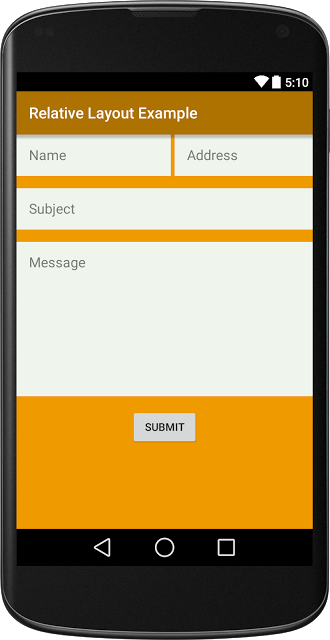 5:10
Relative Layout Example
Name Address
Subject
Message
SUBMIT